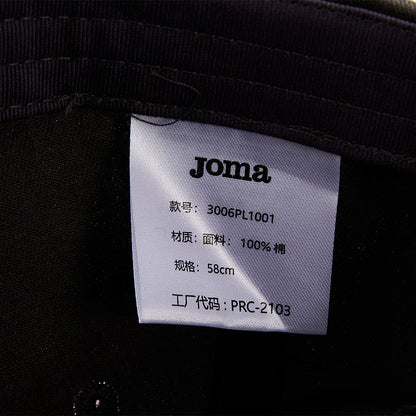 Joma
款号：3006PL1001
材质：面料：100% 棉
规格：58cm
工厂代码：PRC-2103